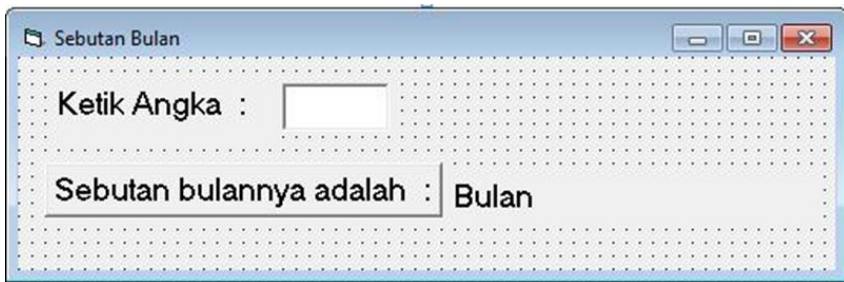 Sebutan Bulan
Ketik Angka :
Sebutan bulannya adalah : Bulan